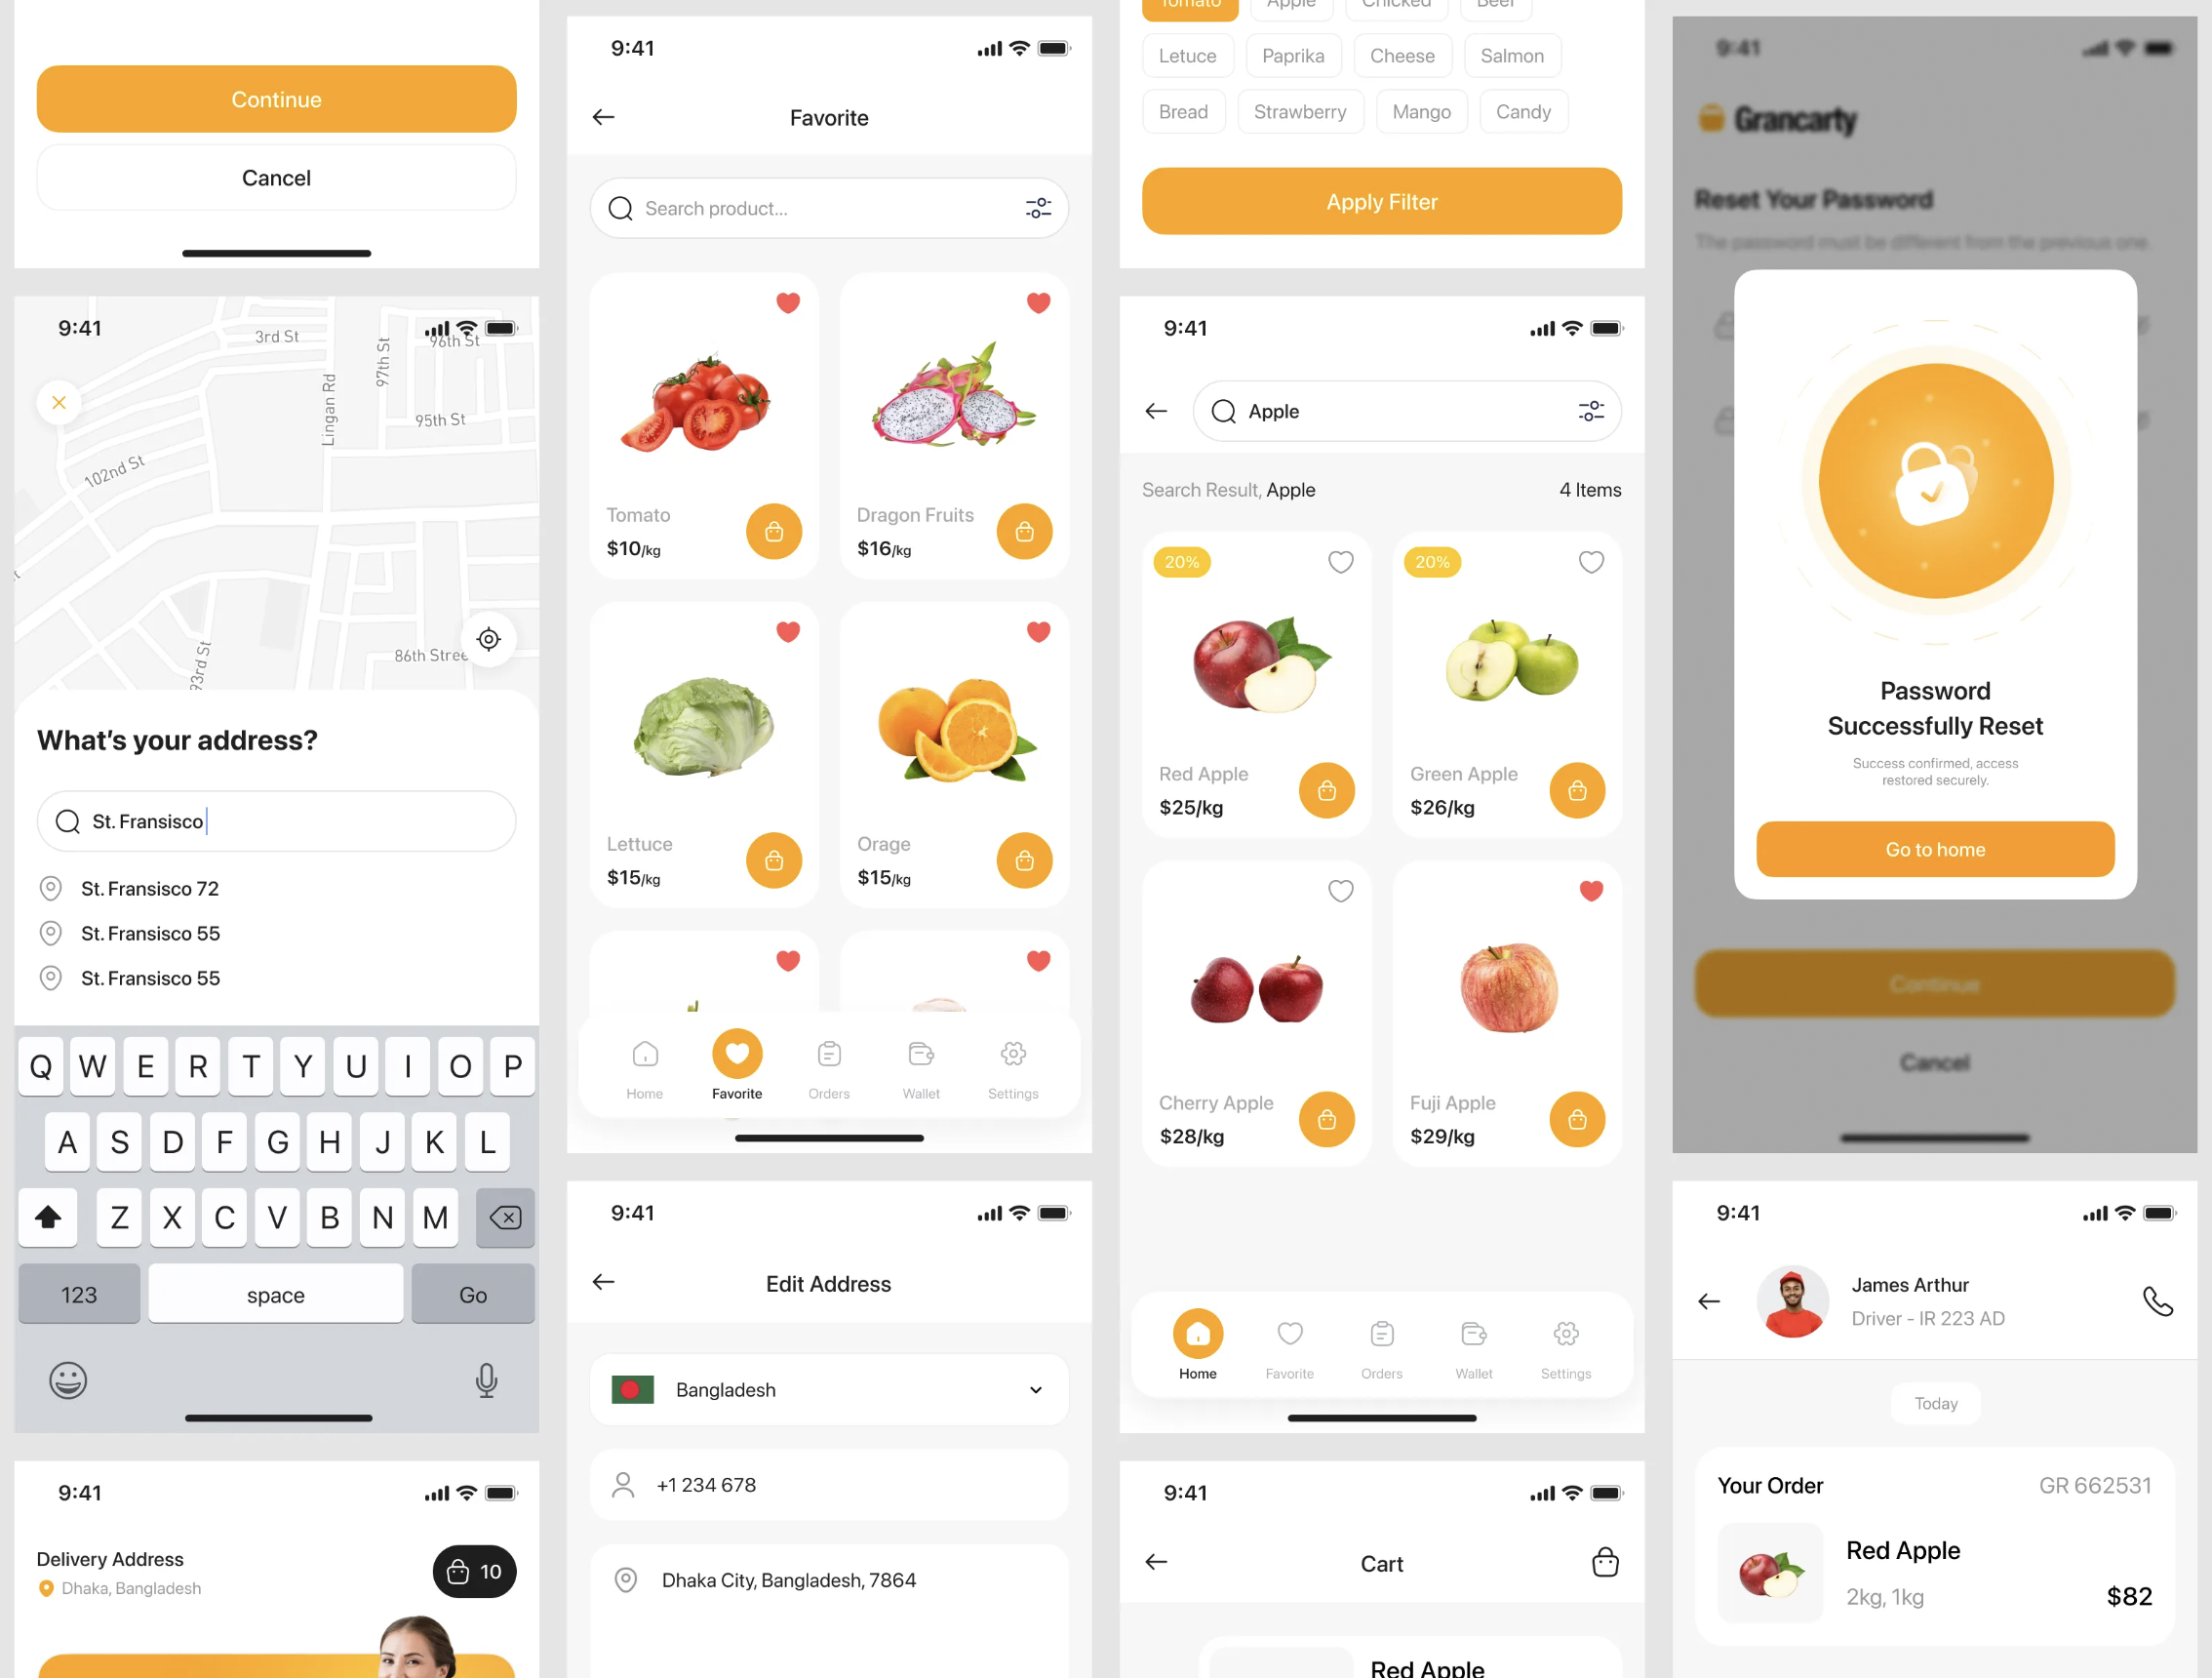 Continue
Cancel
9:41
3rd St
96th St
97th St
Lingan Rd
95th St
102nd St
93rd St
86th Stree
What's your address?
St. Fransisco
St. Fransisco 72
St. Fransisco 55
St. Fransisco 55
Q W E R T Y U I O P
A S D F G H J K L
Z X C V B N M
123 space Go
9:41
Delivery Address
Dhaka, Bangladesh
10
9:41
Favorite
Search product...
Tomato
$10/kg
Dragon Fruits
$16/kg
Lettuce
$15/kg
Orage
$15/kg
Home Favorite Orders Wallet Settings
9:41
Edit Address
Bangladesh
+1 234 678
Dhaka City, Bangladesh, 7864
Tomato Apple Chicked Beef
Letuce Paprika Cheese Salmon
Bread Strawberry Mango Candy
Apply Filter
9:41
Apple
Search Result, Apple 4 Items
20%
Red Apple
$25/kg
20%
Green Apple
$26/kg
Cherry Apple
$28/kg
Fuji Apple
$29/kg
Home Favorite Orders Wallet Settings
9:41
Cart
Red Apple
9:41
Grancarty
Reset Your Password
The password must be different from the previous one
Password
Successfully Reset
Success confirmed, access
restored securely.
Go to home
Continue
Cancel
9:41
James Arthur
Driver - IR 223 AD
Today
Your Order GR 662531
Red Apple
2kg, 1kg $82